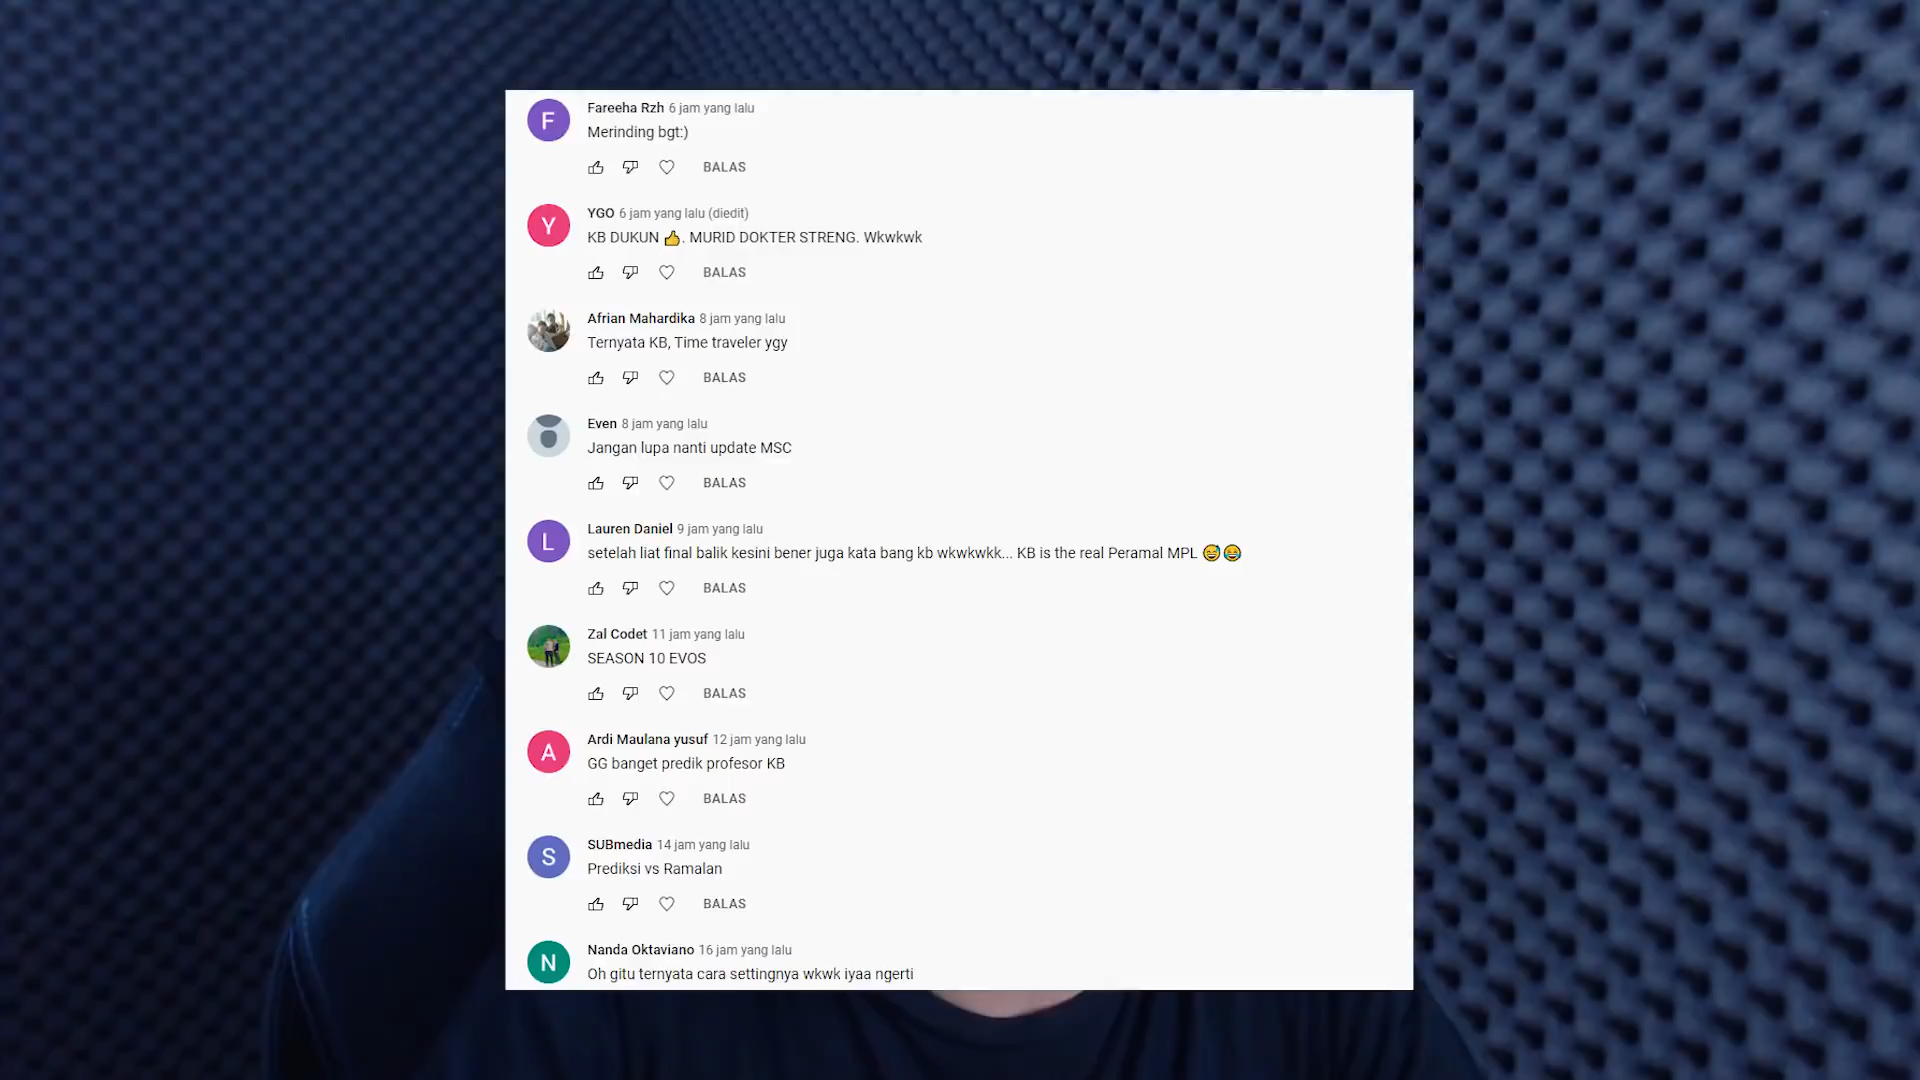 F
Fareeha Rzh 6 jam yang lalu
Merinding bgt:)
BALAS
Y
YGO 6 jam yang lalu (diedit)
KB DUKUN 👍. MURID DOKTER STRENG. Wkwkwk
BALAS
Afrian Mahardika 8 jam yang lalu
Ternyata KB, Time traveler ygy
BALAS
Even 8 jam yang lalu
Jangan lupa nanti update MSC
BALAS
L
Lauren Daniel 9 jam yang lalu
setelah liat final balik kesini bener juga kata bang kb wkwkwkk... KB is the real Peramal MPL 😅😂
BALAS
Zal Codet 11 jam yang lalu
SEASON 10 EVOS
BALAS
A
Ardi Maulana yusuf 12 jam yang lalu
GG banget predik profesor KB
BALAS
S
SUBmedia 14 jam yang lalu
Prediksi vs Ramalan
BALAS
N
Nanda Oktaviano 16 jam yang lalu
Oh gitu ternyata cara settingnya wkwk iyaa ngerti